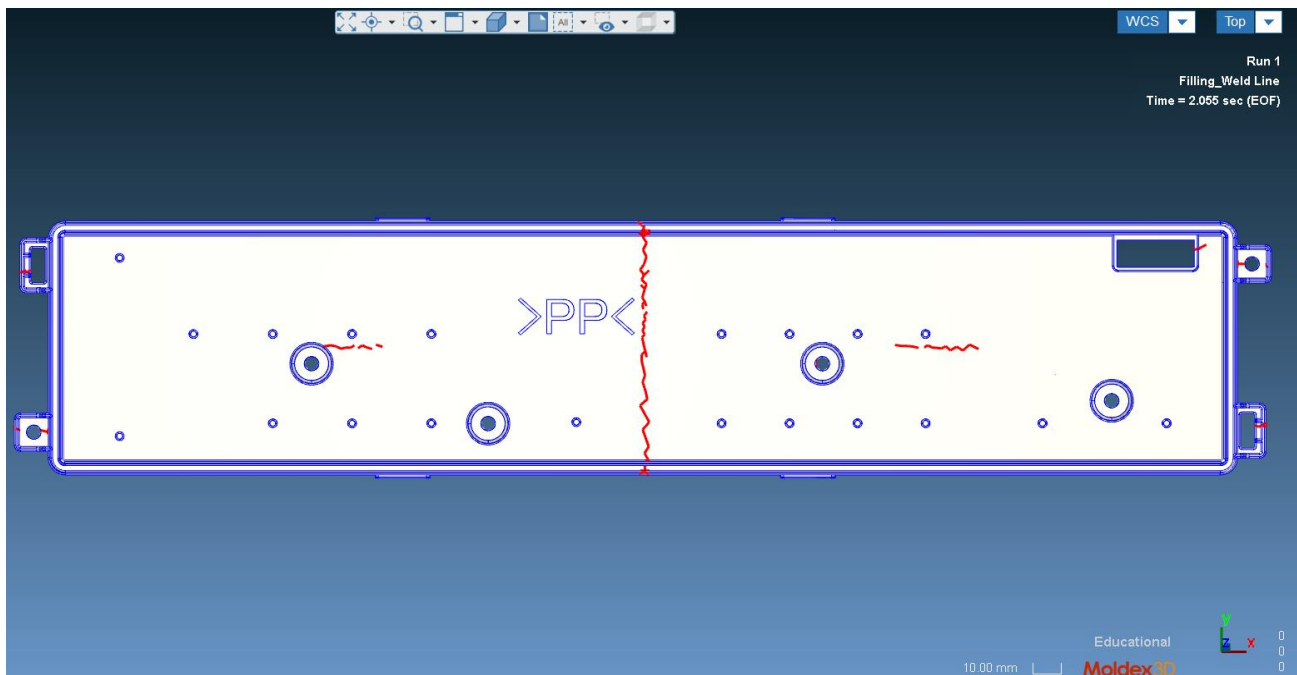 All
WCS
Top
Run 1
Filling_Weld Line
Time = 2.055 sec (EOF)
>PP<
y
z
x
Educational
10.00 mm
Moldex3D
0
0
0